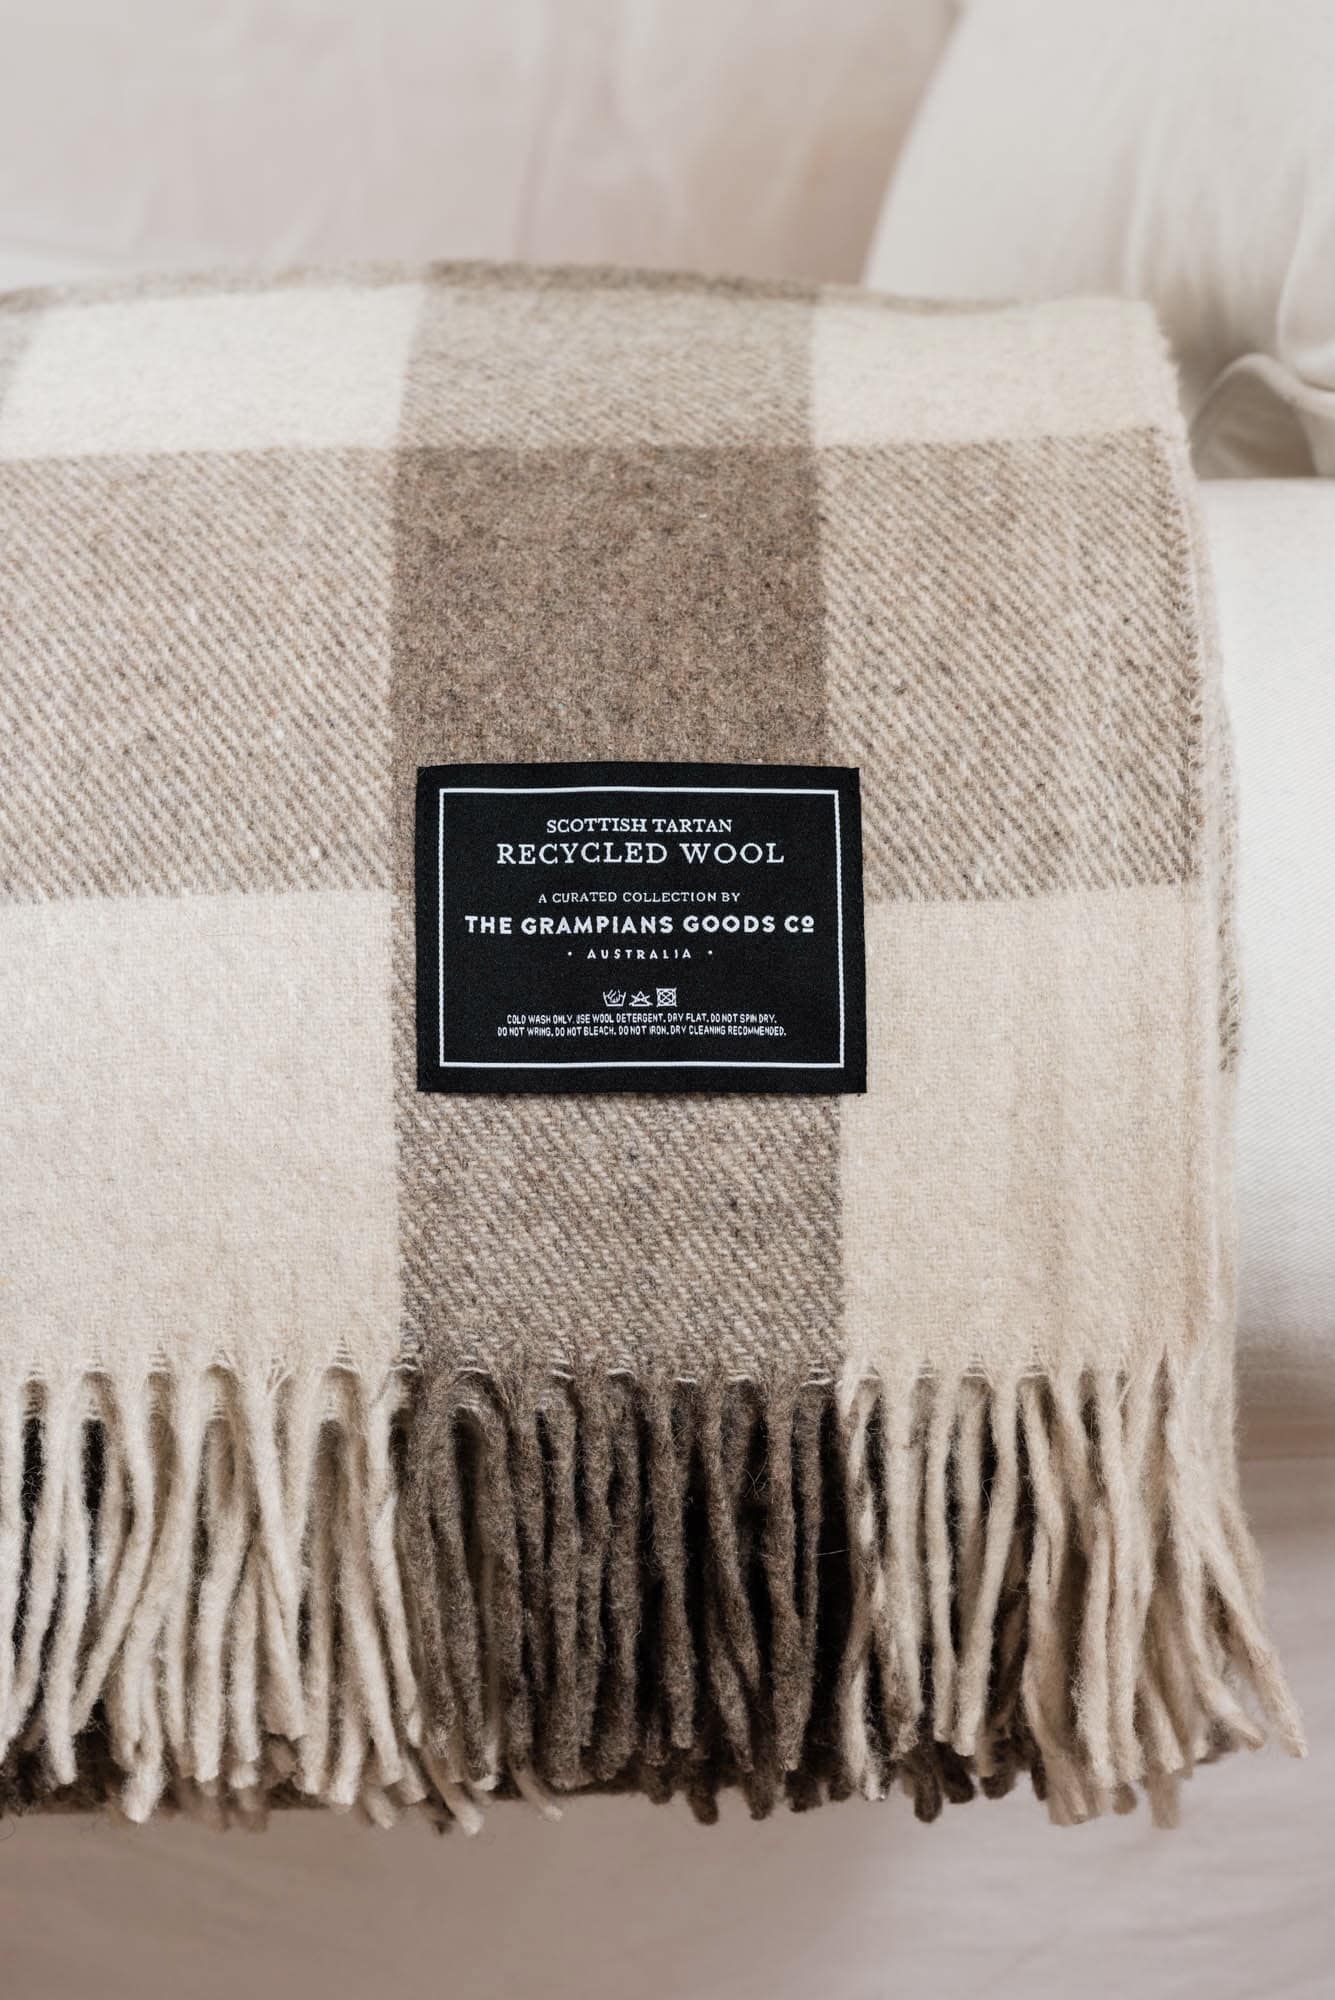 SCOTTISH TARTAN
RECYCLED WOOL
A CURATED COLLECTION BY
THE GRAMPIANS GOODS Cº
• AUSTRALIA •
COLD WASH ONLY. USE WOOL DETERGENT. DRY FLAT. DO NOT SPIN DRY.
DO NOT WRING. DO NOT BLEACH. DO NOT IRON. DRY CLEANING RECOMMENDED.